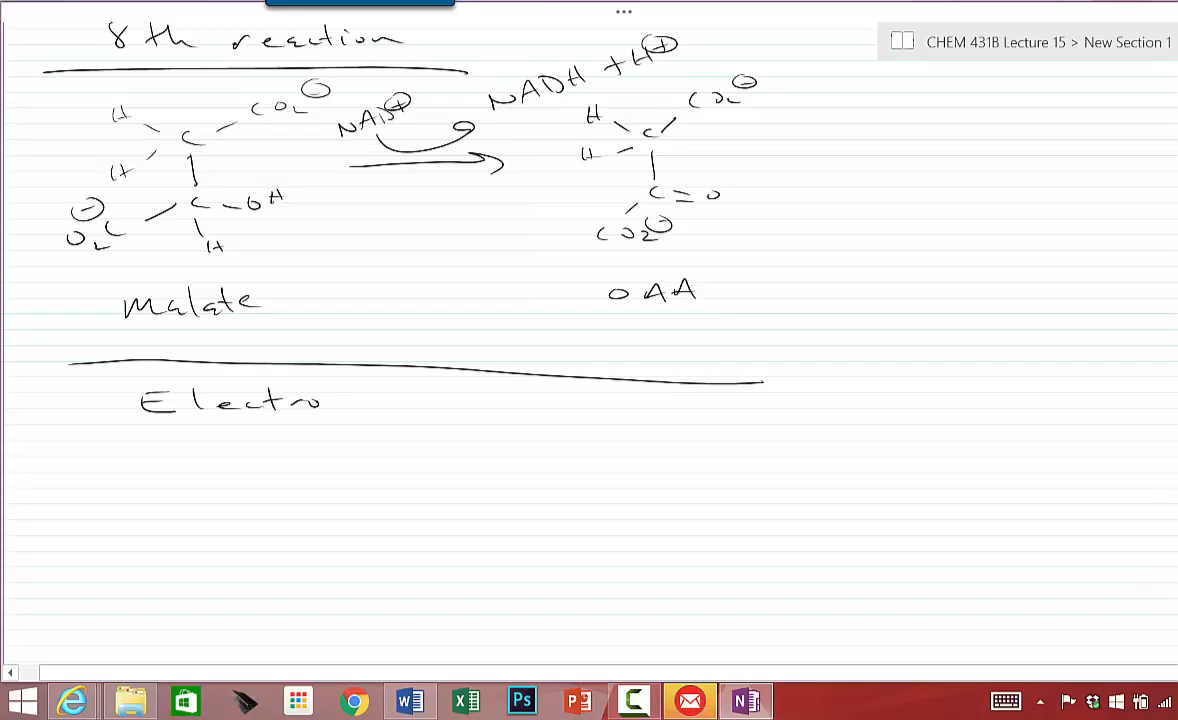 8th reaction
CHEM 431B Lecture 15 > New Section 1
NAD⊕ NADH + H⊕
H CO₂⊖
C
H
⊖O₂C C OH
H
H CO₂⊖
C
H
C = O
CO₂⊖
Malate OAA
Electro